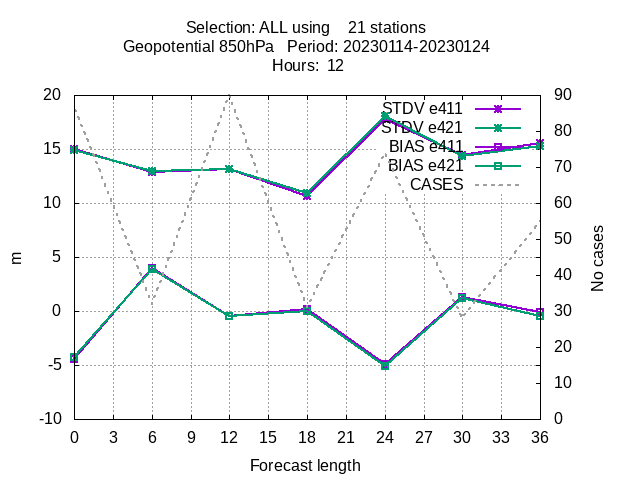 Selection: ALL using    21 stations
Geopotential 850hPa   Period: 20230114-20230124
Hours:  12
STDV e411
STDV e421
BIAS e411
BIAS e421
CASES
20
15
10
5
0
-5
-10
m
90
80
70
60
50
40
30
20
10
0
No cases
0 3 6 9 12 15 18 21 24 27 30 33 36
Forecast length